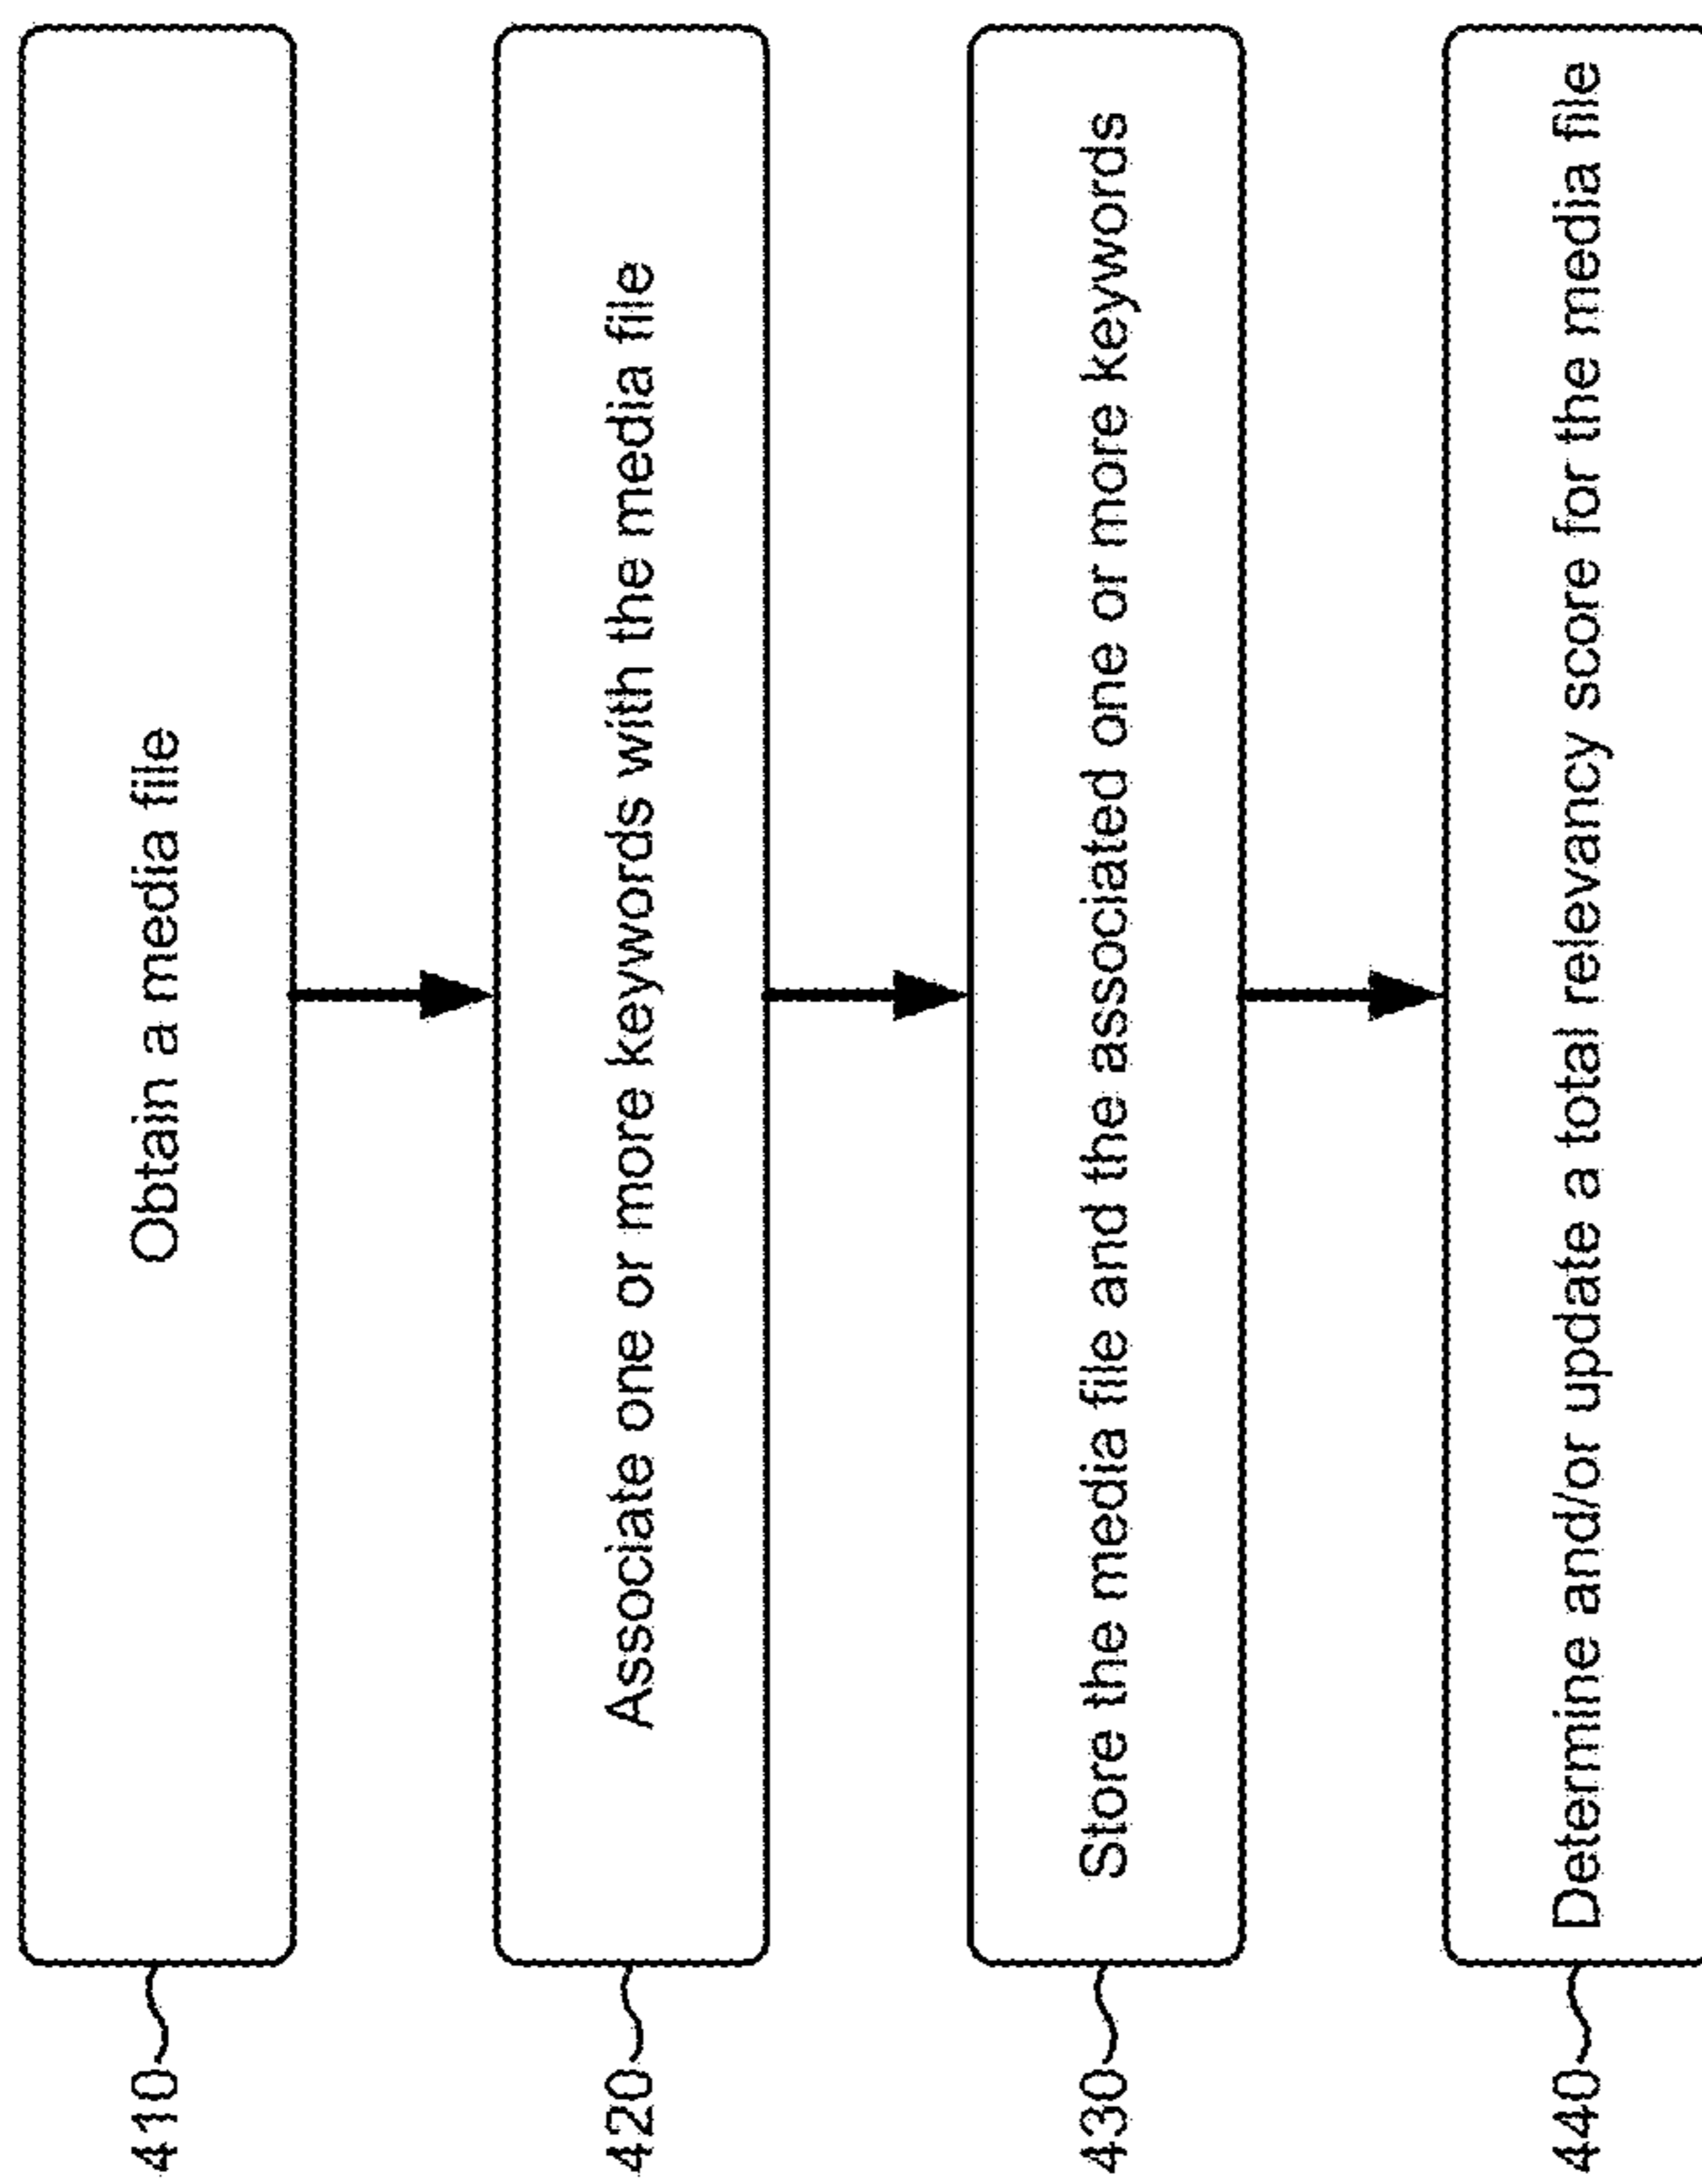 410
Obtain a media file
420
Associate one or more keywords with the media file
430
Store the media file and the associated one or more keywords
440
Determine and/or update a total relevancy score for the media file